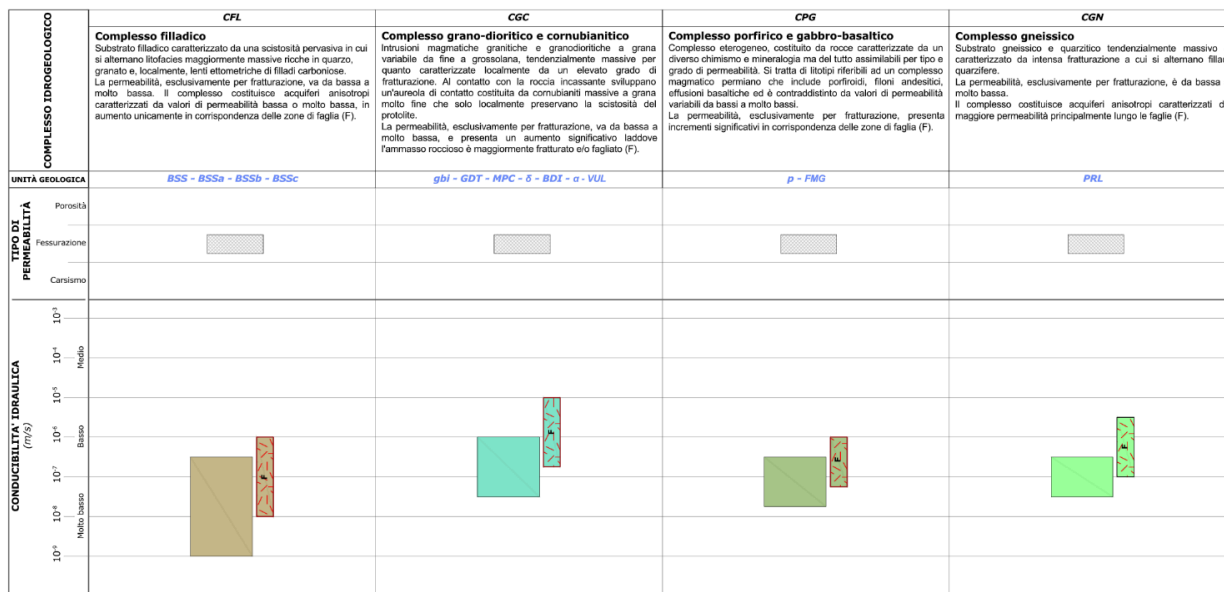 COMPLESSO IDROGEOLOGICO
CFL
Complesso filladico
Substrato filladico caratterizzato da una scistosità pervasiva in cui
si alternano litofacies maggiormente massive ricche in quarzo,
granato e, localmente, lenti ettometriche di filladi carboniose.
La permeabilità, esclusivamente per fratturazione, va da bassa a
molto bassa. Il complesso costituisce acquiferi anisotropi
caratterizzati da valori di permeabilità bassa o molto bassa, in
aumento unicamente in corrispondenza delle zone di faglia (F).
CGC
Complesso grano-dioritico e cornubianitico
Intrusioni magmatiche granitiche e granodioritiche a grana
variabile da fine a grossolana, tendenzialmente massive per
quanto caratterizzate localmente da un elevato grado di
fratturazione. Al contatto con la roccia incassante sviluppano
un'aureola di contatto costituita da cornubianiti massive a grana
molto fine che solo localmente preservano la scistosità del
protolite.
La permeabilità, esclusivamente per fratturazione, va da bassa a
molto bassa, e presenta un aumento significativo laddove
l'ammasso roccioso è maggiormente fratturato e/o fagliato (F).
CPG
Complesso porfirico e gabbro-basaltico
Complesso eterogeneo, costituito da rocce caratterizzate da un
diverso chimismo e mineralogia ma del tutto assimilabili per tipo e
grado di permeabilità. Si tratta di litotipi riferibili ad un complesso
magmatico permiano che include porfiroidi, filoni andesitici,
effusioni basaltiche ed è contraddistinto da valori di permeabilità
variabili da bassi a molto bassi.
La permeabilità, esclusivamente per fratturazione, presenta
incrementi significativi in corrispondenza delle zone di faglia (F).
CGN
Complesso gneissico
Substrato gneissico e quarzitico tendenzialmente massivo
caratterizzato da intensa fratturazione a cui si alternano fillad
quarzifere.
La permeabilità, esclusivamente per fratturazione, è da bassa
molto bassa.
Il complesso costituisce acquiferi anisotropi caratterizzati d
maggiore permeabilità principalmente lungo le faglie (F).
UNITÀ GEOLOGICA
BSS - BSSa - BSSb - BSSc
gbi - GDT - MPC - δ - BDI - α - VUL
p - FMG
PRL
TIPO DI
PERMEABILITÀ
Porosità
Fessurazione
Carsismo
CONDUCIBILITA' IDRAULICA
(m/s)
10⁻³
Medio
10⁻⁴
10⁻⁵
Basso
10⁻⁶
10⁻⁷
Molto basso
10⁻⁸
10⁻⁹
F
F
F
F